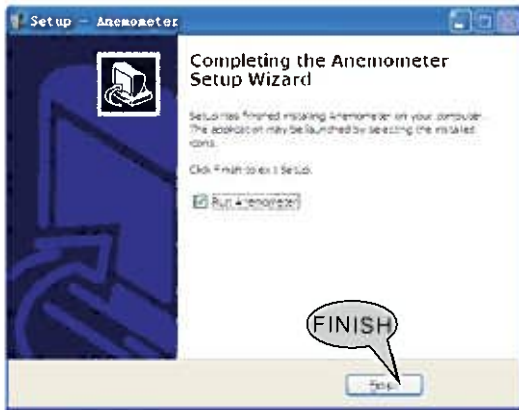 Setup - Anemometer
Completing the Anemometer
Setup Wizard
Setup has finished installing Anemometer on your computer.
The application may be launched by selecting the installed
icons.
Click Finish to exit Setup.
Run Anemometer
FINISH
Finish